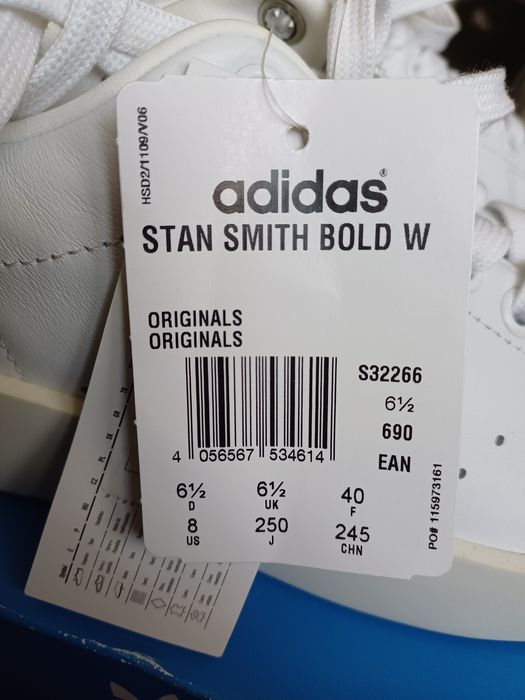 HSD2/1109/V06
adidas®
STAN SMITH BOLD W
ORIGINALS
ORIGINALS
S32266
6½
690
EAN
4 056567 534614
6½ 6½ 40
D UK F
8 250 245
US J CHN
PO# 115973161